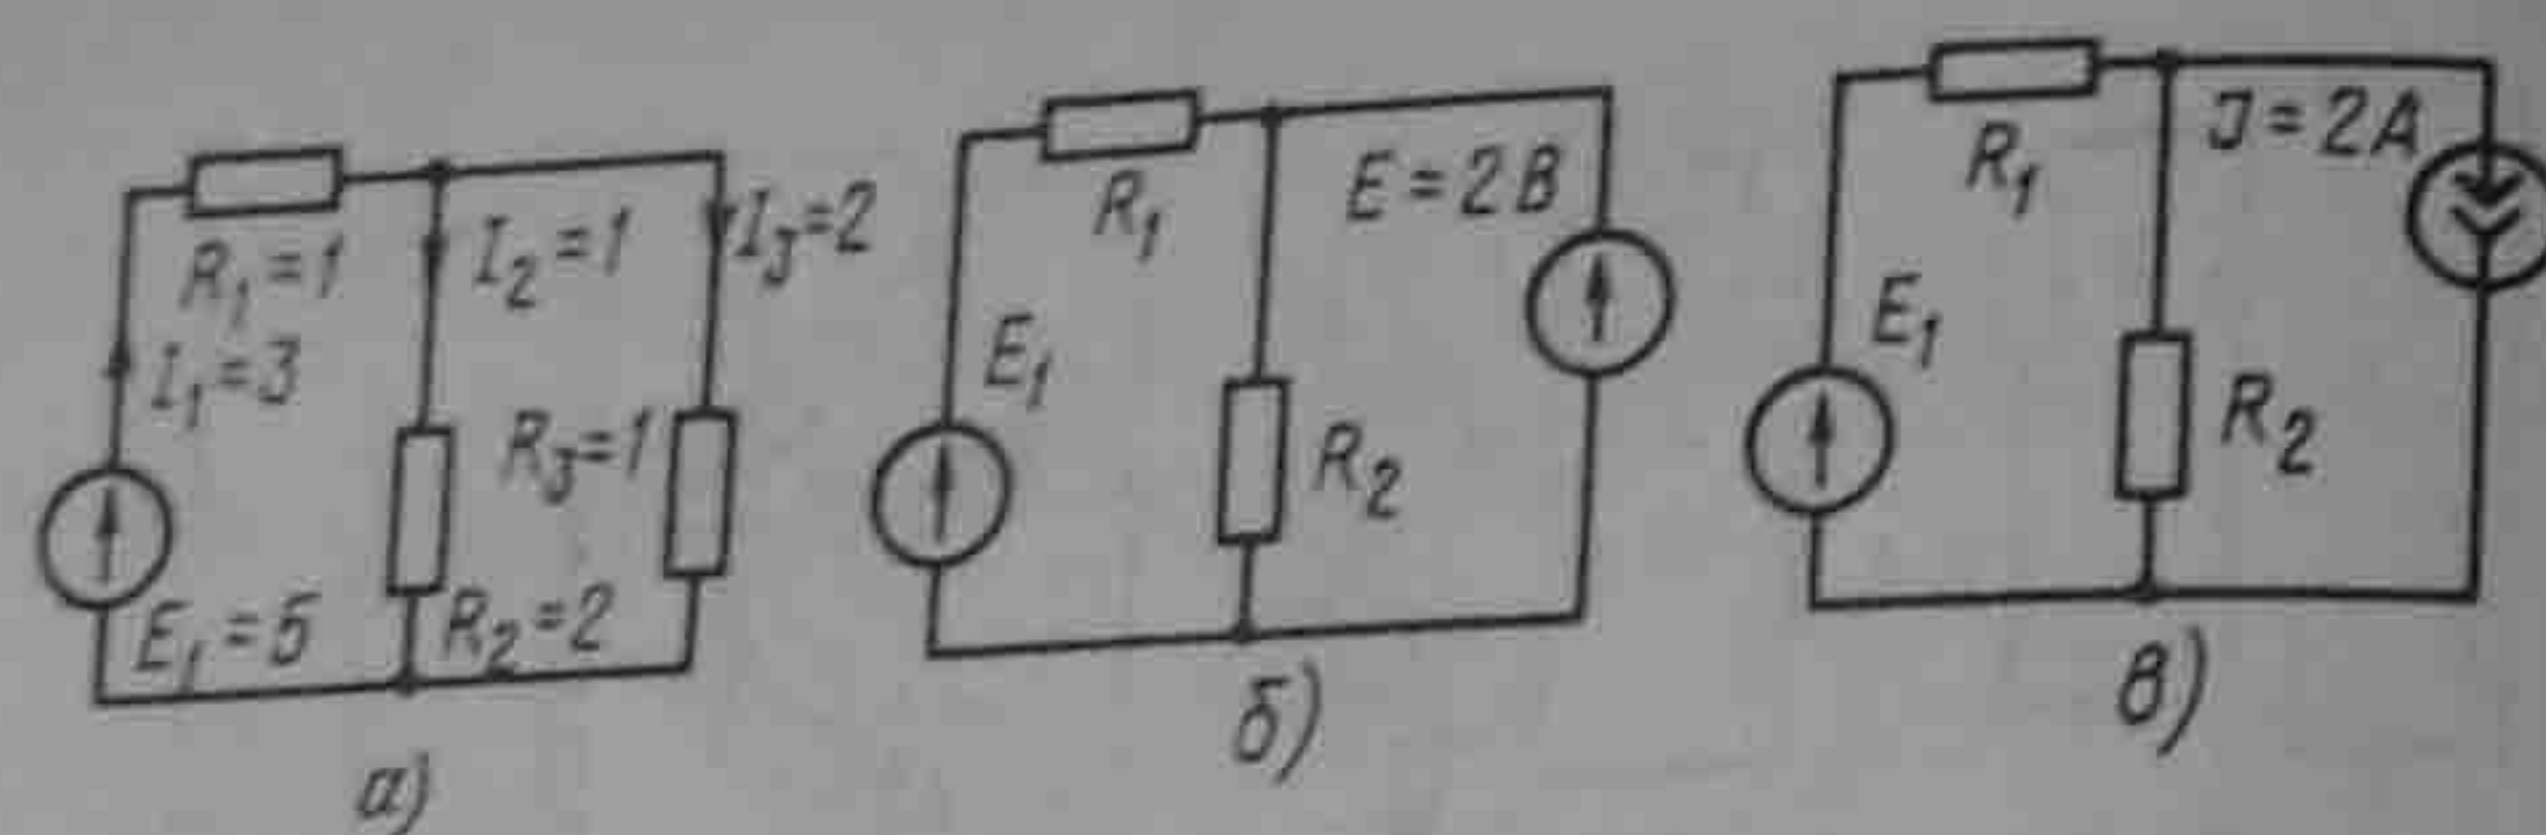 R₁=1
I₁=3
E₁=5
I₂=1
R₂=2
I₃=2
R₃=1
а)
R₁
E₁
R₂
E=2В
б)
R₁
E₁
R₂
J=2А
в)